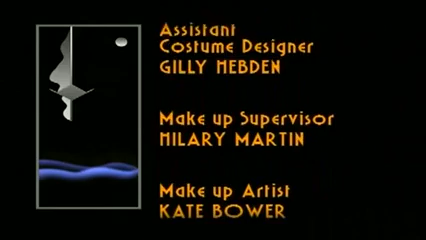 Assistant
Costume Designer
GILLY HEBDEN
Make up Supervisor
HILARY MARTIN
Make up Artist
KATE BOWER